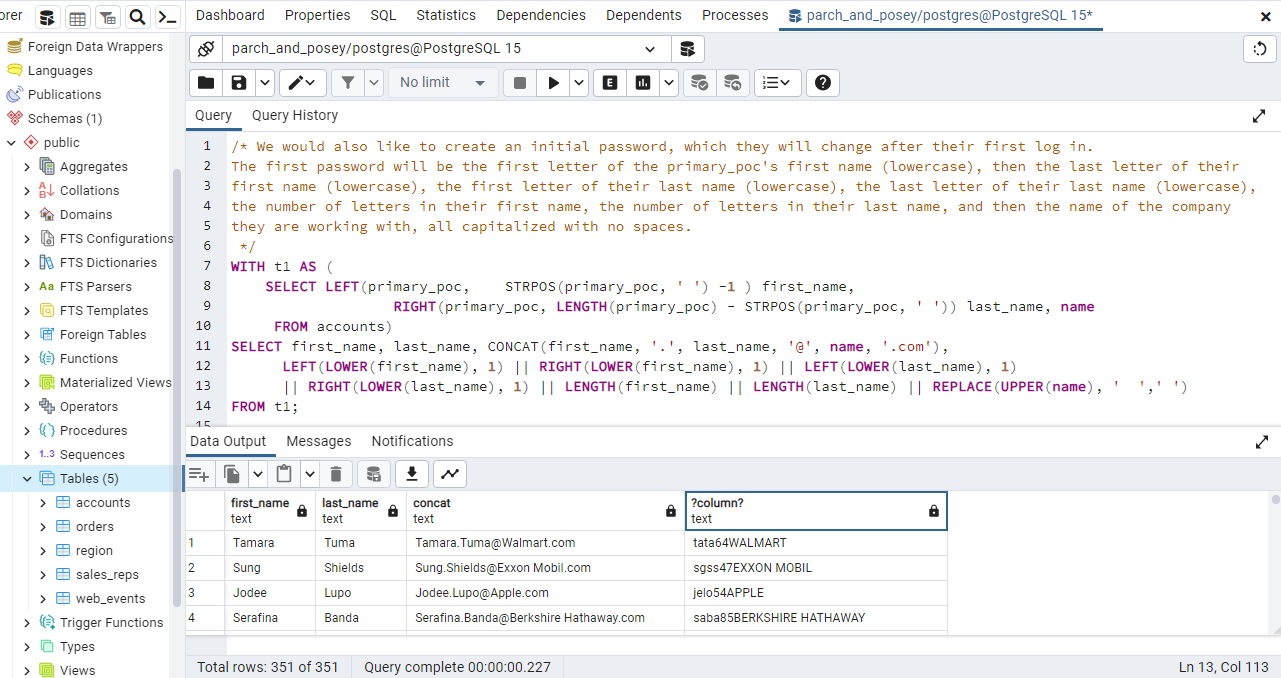 orer
Dashboard Properties SQL Statistics Dependencies Dependents Processes parch_and_posey/postgres@PostgreSQL 15*
Foreign Data Wrappers
Languages
Publications
Schemas (1)
public
Aggregates
Collations
Domains
FTS Configurations
FTS Dictionaries
Aa FTS Parsers
FTS Templates
Foreign Tables
Functions
Materialized Views
Operators
Procedures
1..3 Sequences
Tables (5)
accounts
orders
region
sales_reps
web_events
Trigger Functions
Types
Views
parch_and_posey/postgres@PostgreSQL 15
No limit E
Query Query History
1 /* We would also like to create an initial password, which they will change after their first log in.
2 The first password will be the first letter of the primary_poc's first name (lowercase), then the last letter of their
3 first name (lowercase), the first letter of their last name (lowercase), the last letter of their last name (lowercase),
4 the number of letters in their first name, the number of letters in their last name, and then the name of the company
5 they are working with, all capitalized with no spaces.
6 */
7 WITH t1 AS (
8 SELECT LEFT(primary_poc, STRPOS(primary_poc, ' ') -1 ) first_name,
9 RIGHT(primary_poc, LENGTH(primary_poc) - STRPOS(primary_poc, ' ')) last_name, name
10 FROM accounts)
11 SELECT first_name, last_name, CONCAT(first_name, '.', last_name, '@', name, '.com'),
12 LEFT(LOWER(first_name), 1) || RIGHT(LOWER(first_name), 1) || LEFT(LOWER(last_name), 1)
13 || RIGHT(LOWER(last_name), 1) || LENGTH(first_name) || LENGTH(last_name) || REPLACE(UPPER(name), '  ',' ')
14 FROM t1;
15
Data Output Messages Notifications
first_name last_name concat ?column?
text text text text
1 Tamara Tuma Tamara.Tuma@Walmart.com tata64WALMART
2 Sung Shields Sung.Shields@Exxon Mobil.com sgss47EXXON MOBIL
3 Jodee Lupo Jodee.Lupo@Apple.com jelo54APPLE
4 Serafina Banda Serafina.Banda@Berkshire Hathaway.com saba85BERKSHIRE HATHAWAY
Total rows: 351 of 351 Query complete 00:00:00.227 Ln 13, Col 113